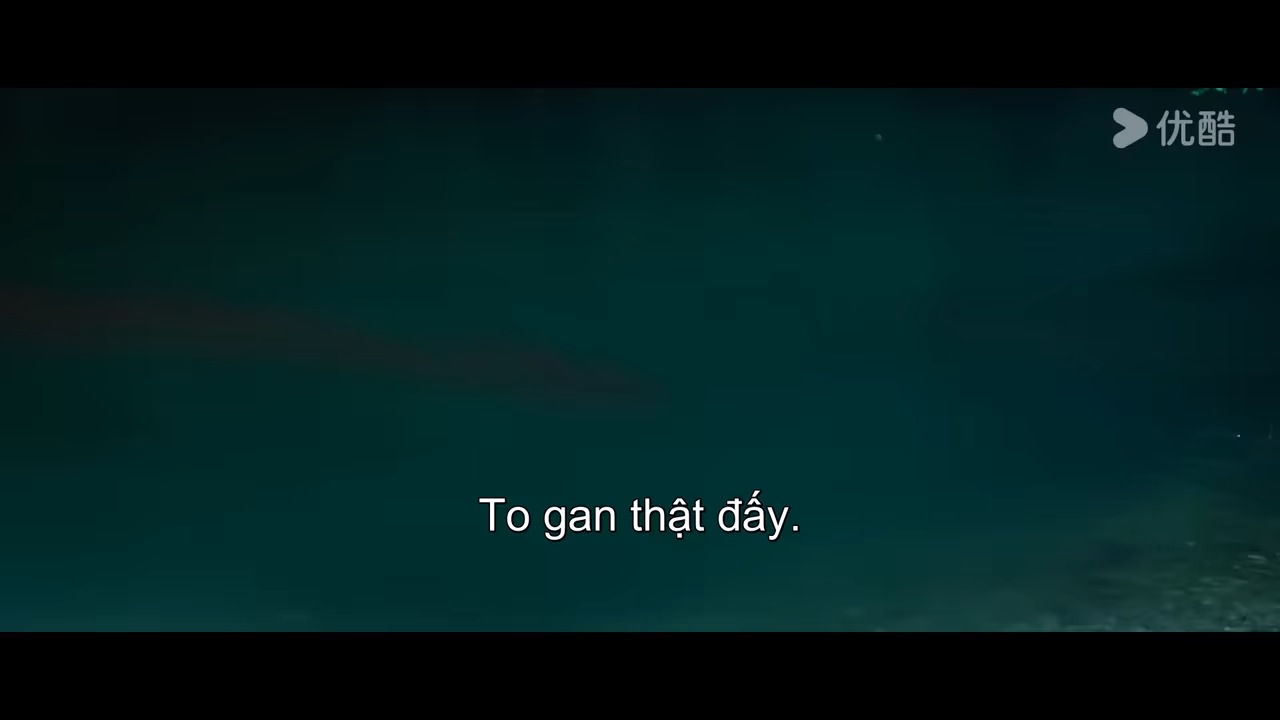 优酷
To gan thật đấy.